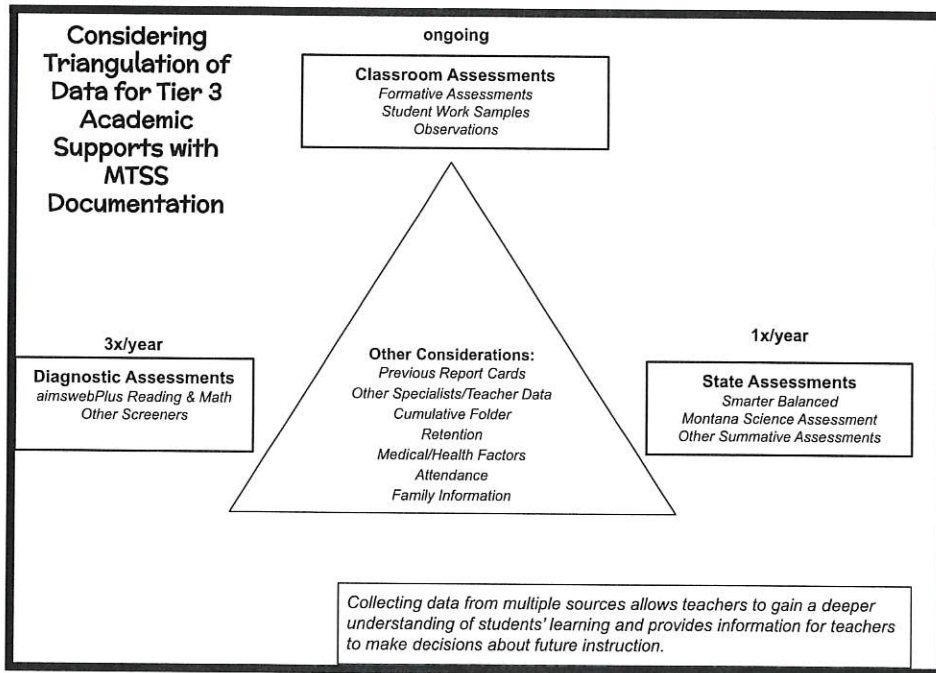 Considering
Triangulation of
Data for Tier 3
Academic
Supports with
MTSS
Documentation
ongoing
Classroom Assessments
Formative Assessments
Student Work Samples
Observations
3x/year
Diagnostic Assessments
aimswebPlus Reading & Math
Other Screeners
Other Considerations:
Previous Report Cards
Other Specialists/Teacher Data
Cumulative Folder
Retention
Medical/Health Factors
Attendance
Family Information
1x/year
State Assessments
Smarter Balanced
Montana Science Assessment
Other Summative Assessments
Collecting data from multiple sources allows teachers to gain a deeper
understanding of students' learning and provides information for teachers
to make decisions about future instruction.